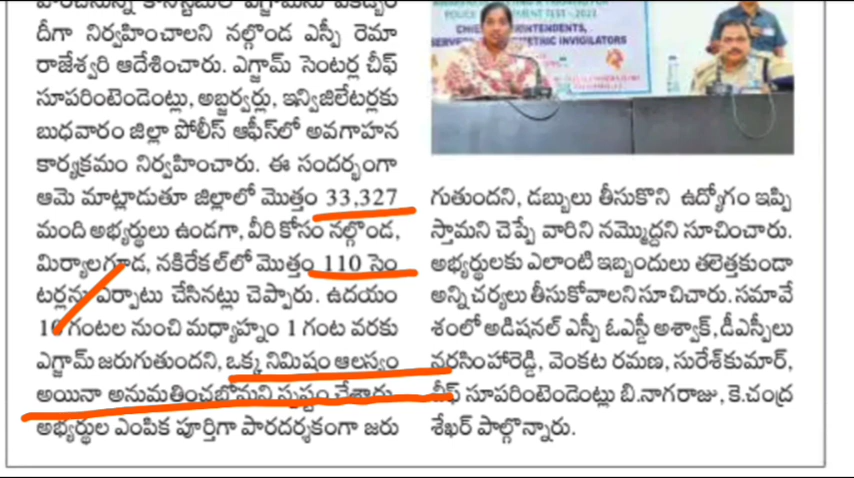 దీగా నిర్వహించాలని నల్గొండ ఎస్పీ రెమా
రాజేశ్వరి ఆదేశించారు. ఎగ్జామ్ సెంటర్ల చీఫ్
సూపరింటెండెంట్లు, అబ్జర్వర్లు, ఇన్విజిలేటర్లకు
బుధవారం జిల్లా పోలీస్ ఆఫీస్‌లో అవగాహన
కార్యక్రమం నిర్వహించారు. ఈ సందర్భంగా
ఆమె మాట్లాడుతూ జిల్లాలో మొత్తం 33,327
మంది అభ్యర్థులు ఉండగా, వీరి కోసం నల్గొండ,
మిర్యాలగూడ, నకిరేకల్‌లో మొత్తం 110 సెం
టర్లను ఏర్పాటు చేసినట్లు చెప్పారు. ఉదయం
10 గంటల నుంచి మధ్యాహ్నం 1 గంట వరకు
ఎగ్జామ్ జరుగుతుందని, ఒక్క నిమిషం ఆలస్యం
అయినా అనుమతించబోమని స్పష్టం చేశారు.
అభ్యర్థుల ఎంపిక పూర్తిగా పారదర్శకంగా జరు
POLICE
TEST - 2022
CHIEF
INVIGILATORS
గుతుందని, డబ్బులు తీసుకొని ఉద్యోగం ఇప్పి
స్తామని చెప్పే వారిని నమ్మొద్దని సూచించారు.
అభ్యర్థులకు ఎలాంటి ఇబ్బందులు తలెత్తకుండా
అన్ని చర్యలు తీసుకోవాలని సూచించారు. సమావే
శంలో అడిషనల్ ఎస్పీ ఓఎస్డీ అశ్వాక్, డీఎస్పీలు
నరసింహారెడ్డి, వెంకట రమణ, సురేశ్‌కుమార్,
చీఫ్ సూపరింటెండెంట్లు బి.నాగరాజు, కె.చంద్ర
శేఖర్ పాల్గొన్నారు.